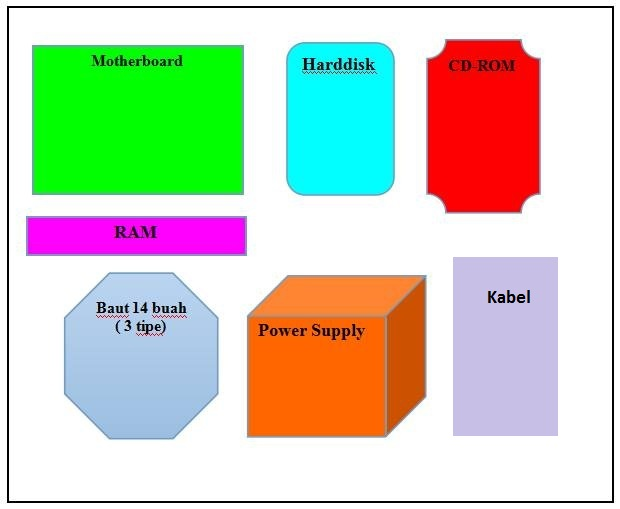 Motherboard
Harddisk
CD-ROM
RAM
Baut 14 buah
( 3 tipe)
Power Supply
Kabel